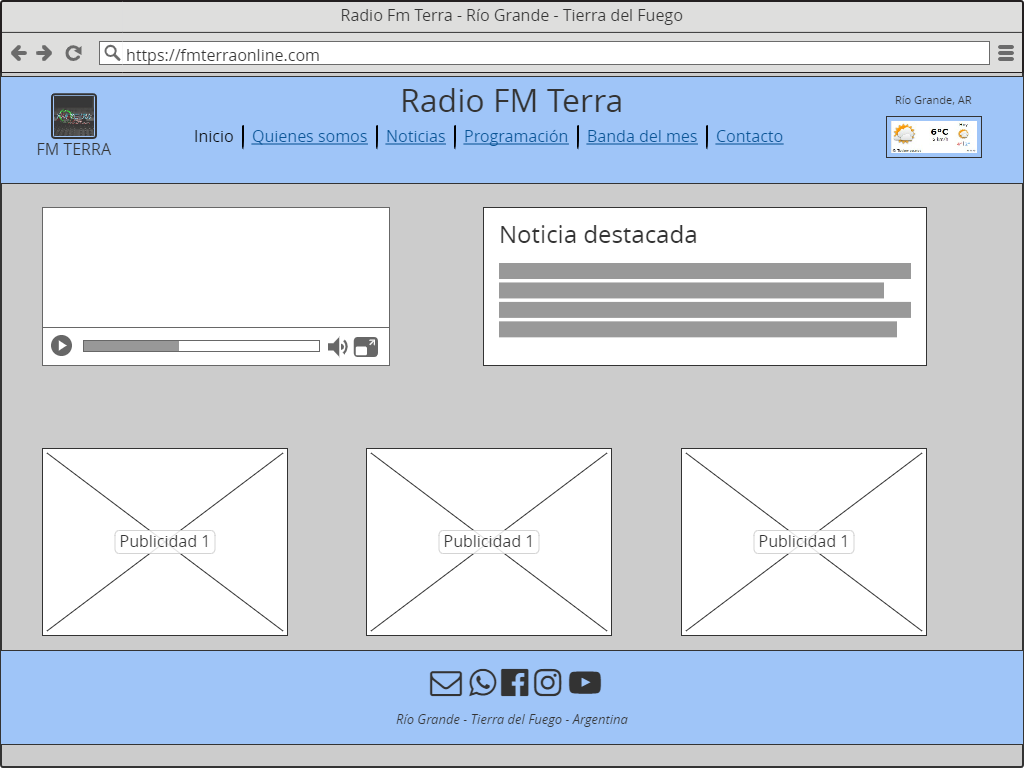 Radio Fm Terra - Río Grande - Tierra del Fuego
https://fmterraonline.com
Radio FM Terra
Río Grande, AR
FM TERRA
Inicio Quienes somos Noticias Programación Banda del mes Contacto
6°C
Noticia destacada
Publicidad 1 Publicidad 1 Publicidad 1
Río Grande - Tierra del Fuego - Argentina